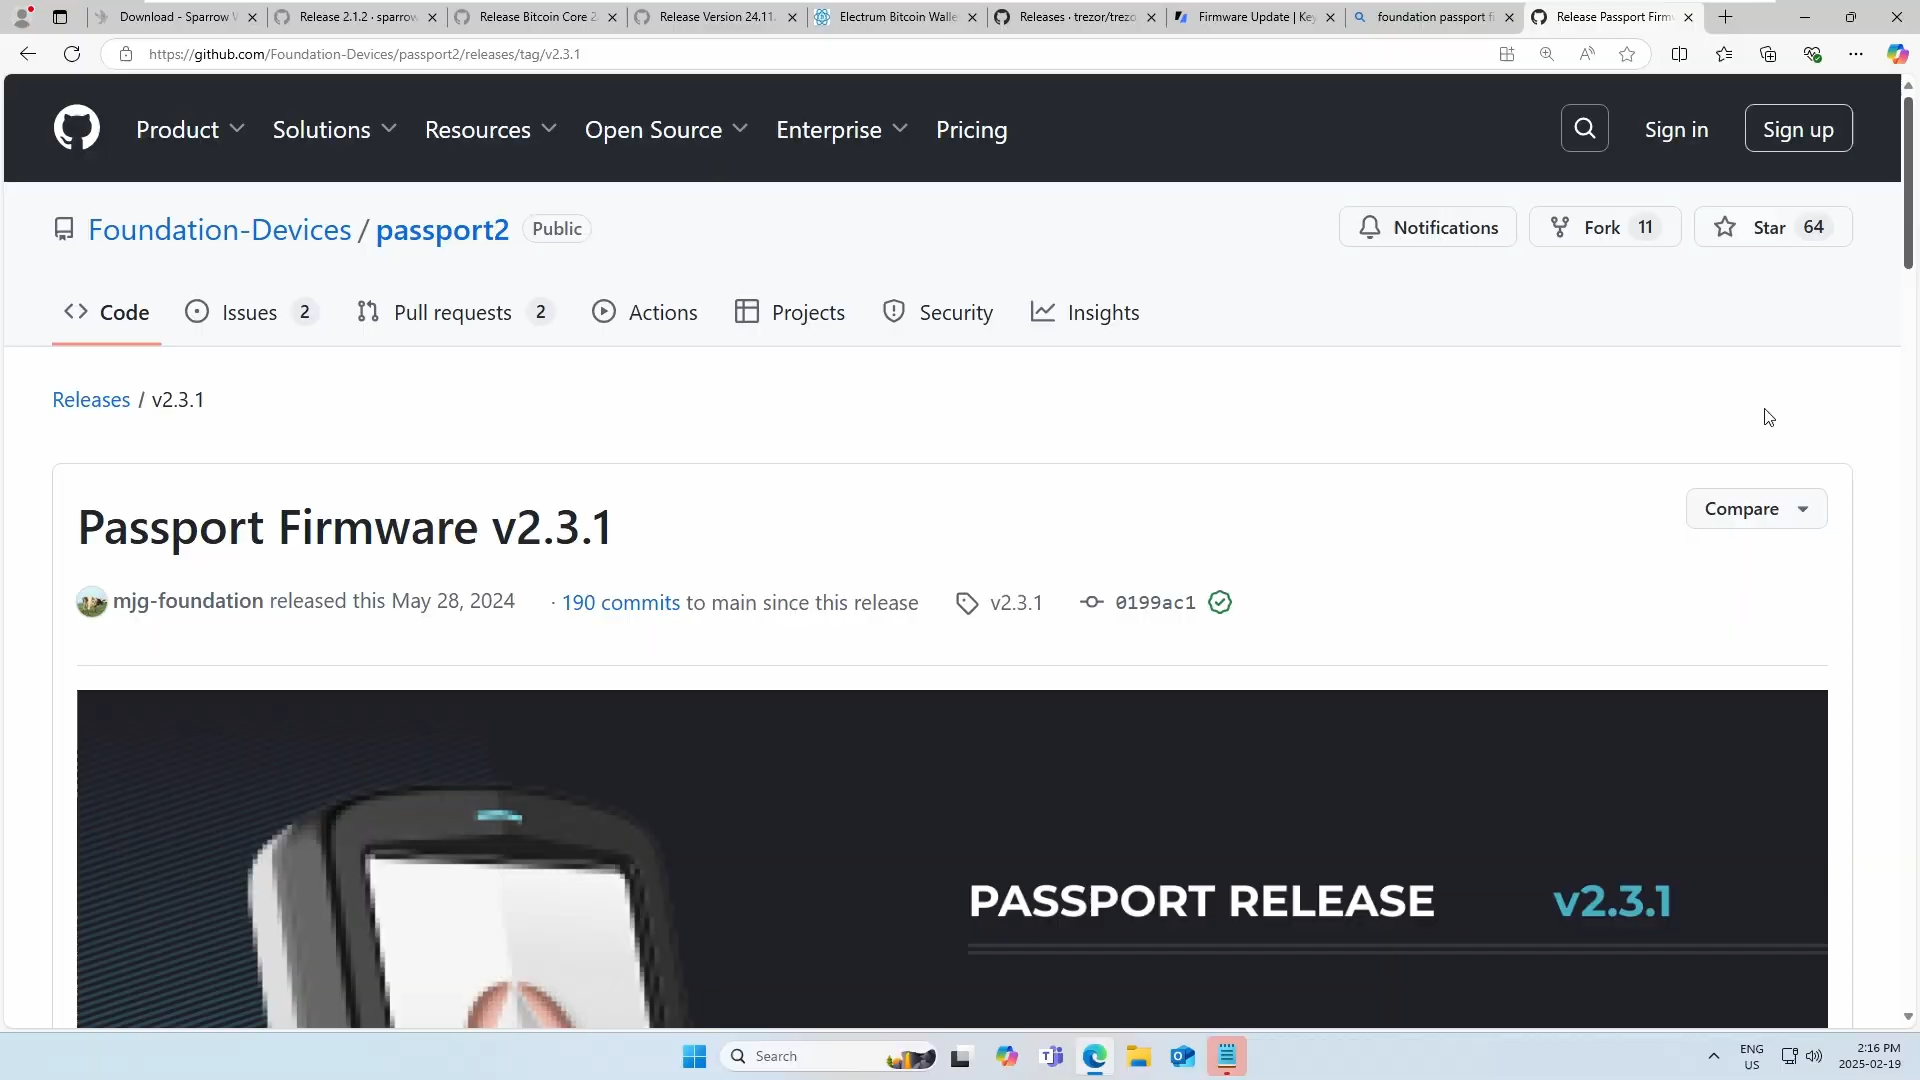 Download - Sparrow
Release 2.1.2 · sparrow
Release Bitcoin Core 2
Release Version 24.11.
Electrum Bitcoin Walle
Releases · trezor/trezo
Firmware Update | Key
foundation passport fi
Release Passport Firmw
https://github.com/Foundation-Devices/passport2/releases/tag/v2.3.1
Product
Solutions
Resources
Open Source
Enterprise
Pricing
Sign in
Sign up
Foundation-Devices / passport2 Public
Notifications
Fork 11
Star 64
Code
Issues 2
Pull requests 2
Actions
Projects
Security
Insights
Releases / v2.3.1
Passport Firmware v2.3.1
Compare
mjg-foundation released this May 28, 2024 · 190 commits to main since this release v2.3.1 0199ac1
PASSPORT RELEASE v2.3.1
Search
ENG
US
2:16 PM
2025-02-19